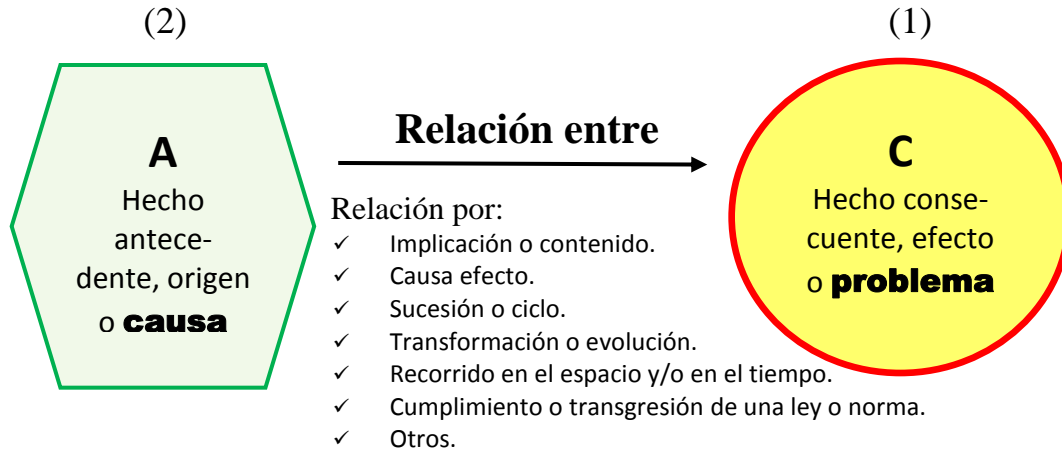 (2)
(1)
A
Hecho
antece-
dente, origen
o causa
Relación entre
Relación por:
✓ Implicación o contenido.
✓ Causa efecto.
✓ Sucesión o ciclo.
✓ Transformación o evolución.
✓ Recorrido en el espacio y/o en el tiempo.
✓ Cumplimiento o transgresión de una ley o norma.
✓ Otros.
C
Hecho conse-
cuente, efecto
o problema